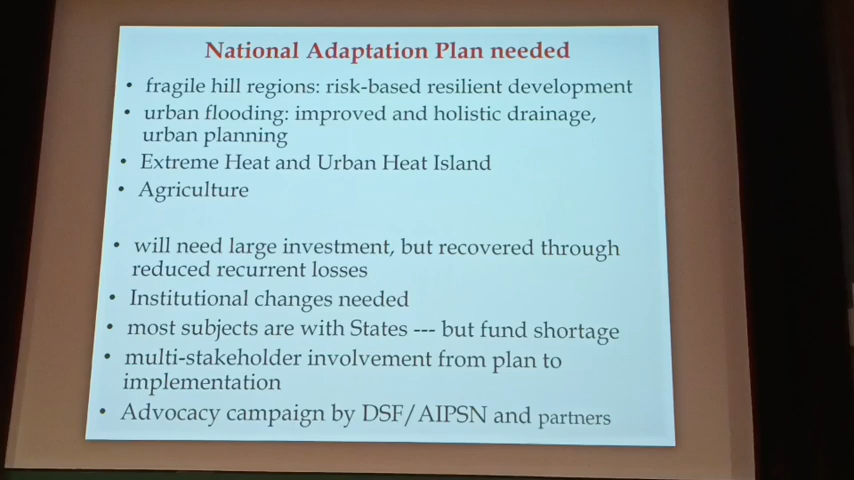 National Adaptation Plan needed
• fragile hill regions: risk-based resilient development
• urban flooding: improved and holistic drainage,
urban planning
• Extreme Heat and Urban Heat Island
• Agriculture
• will need large investment, but recovered through
reduced recurrent losses
• Institutional changes needed
• most subjects are with States --- but fund shortage
• multi-stakeholder involvement from plan to
implementation
• Advocacy campaign by DSF/AIPSN and partners